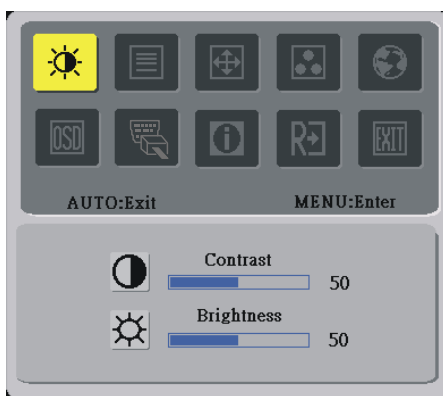 OSD
i
R
EXIT
AUTO:Exit MENU:Enter
Contrast
50
Brightness
50